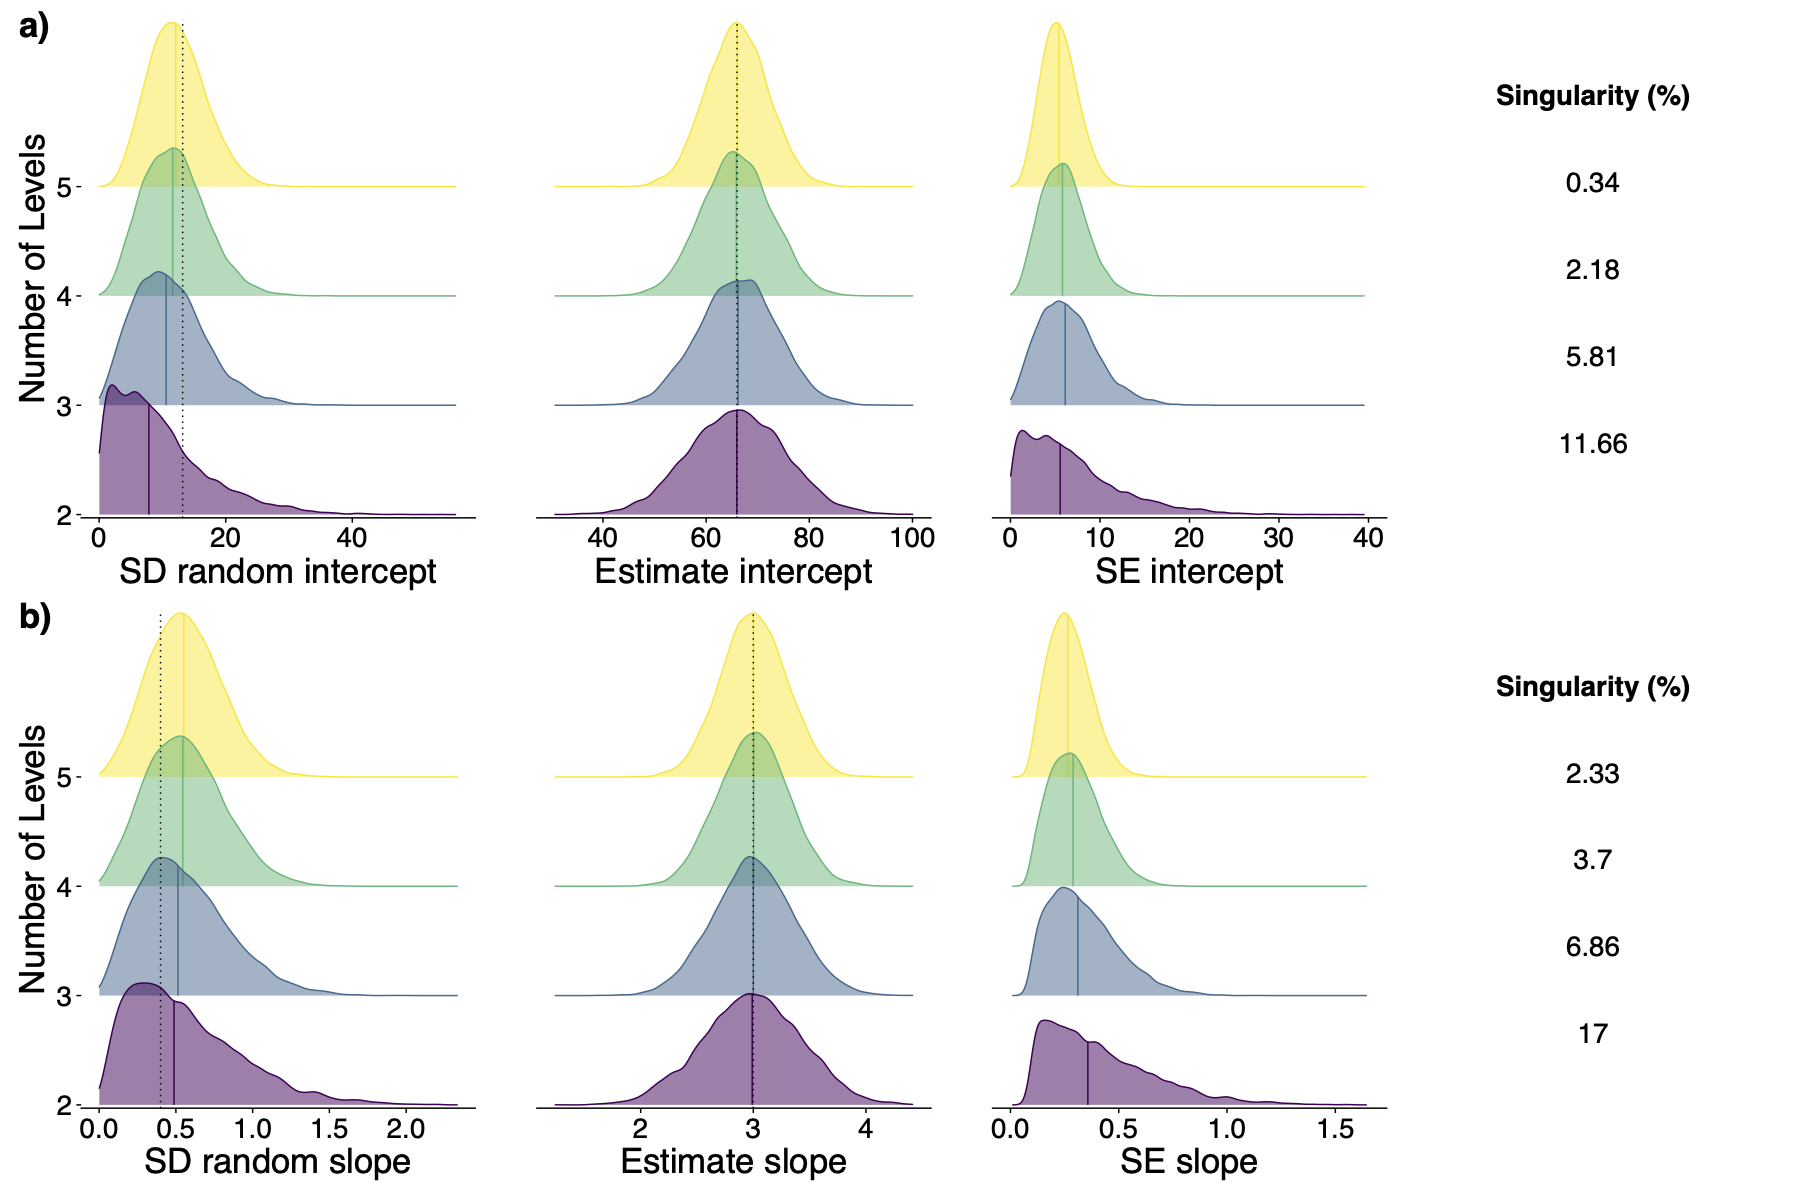 a)
Singularity (%)
Number of Levels
5
0.34
4
2.18
3
5.81
2
11.66
0 20 40
40 60 80 100
0 10 20 30 40
SD random intercept
Estimate intercept
SE intercept
b)
Singularity (%)
Number of Levels
5
2.33
4
3.7
3
6.86
2
17
0.0 0.5 1.0 1.5 2.0
2 3 4
0.0 0.5 1.0 1.5
SD random slope
Estimate slope
SE slope